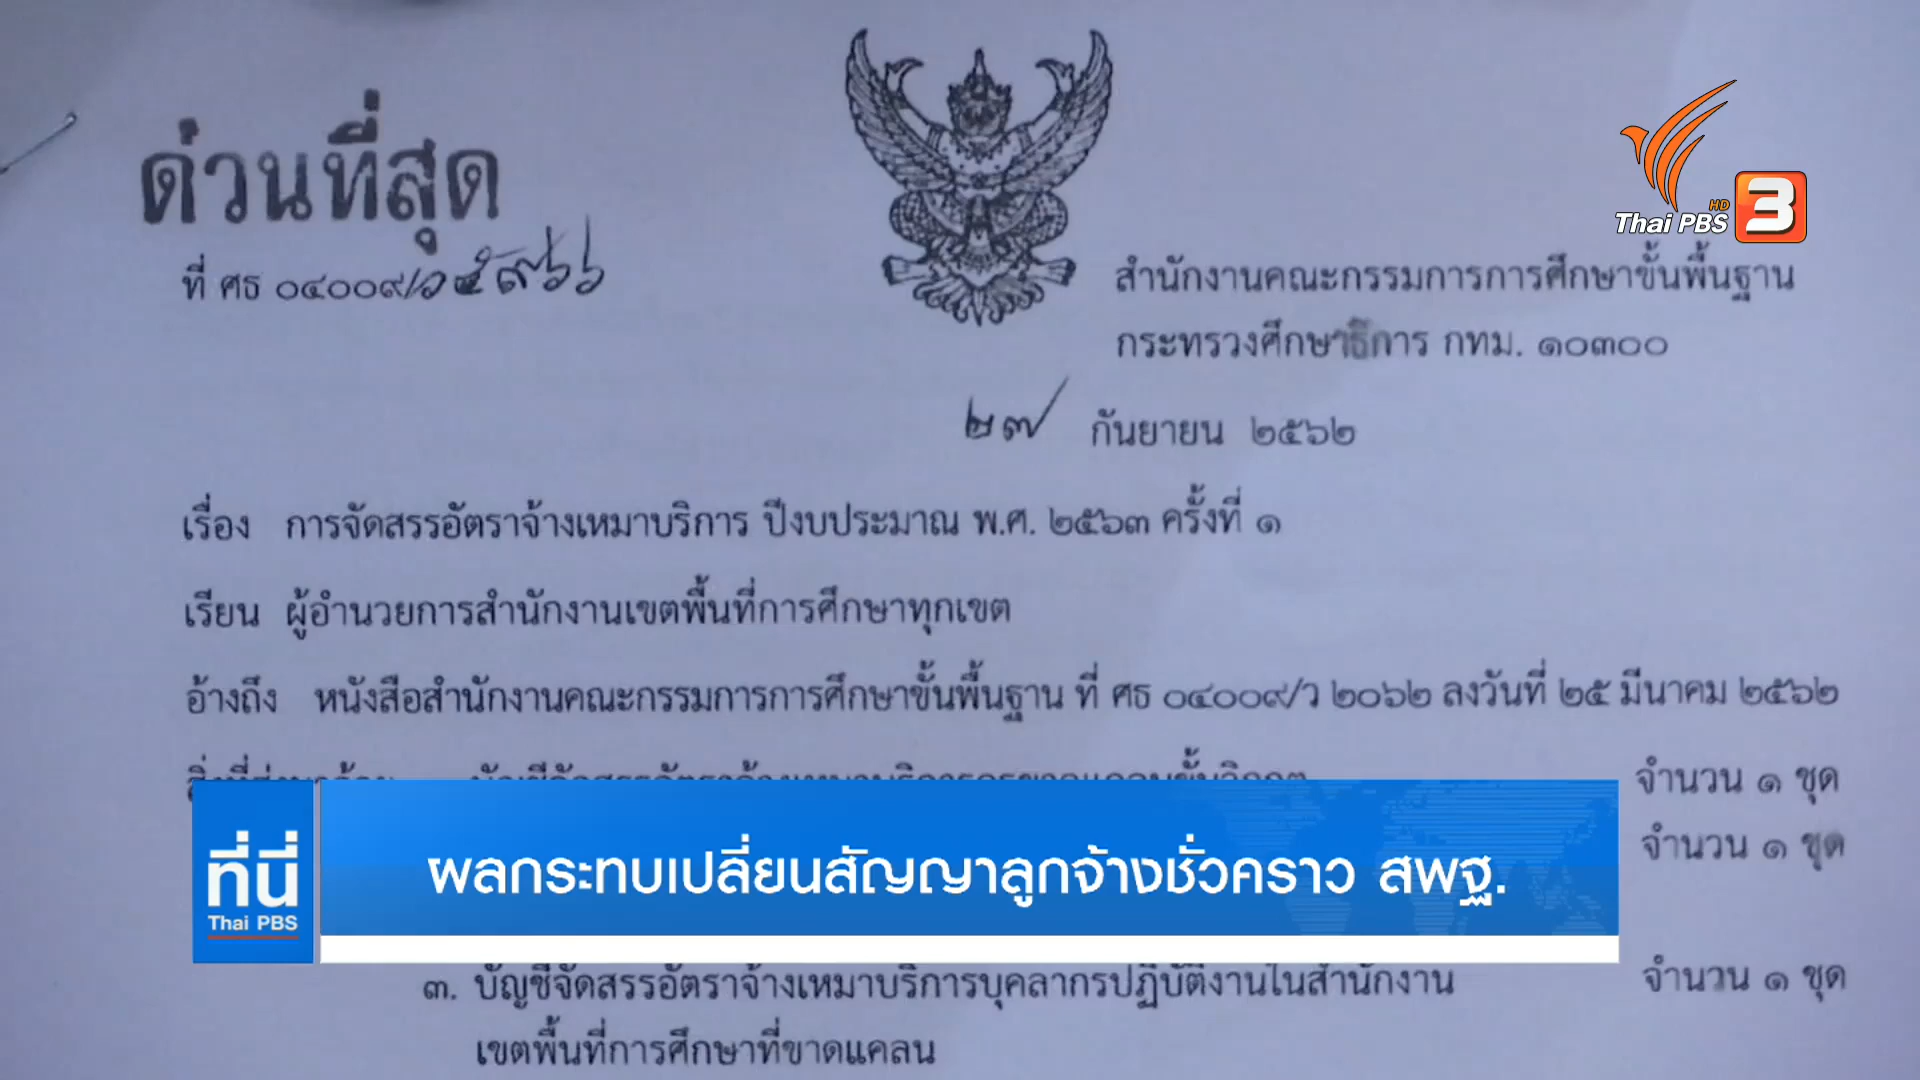 ด่วนที่สุด
ที่ ศธ ๐๔๐๐๙/ว๕๙๖๖
สำนักงานคณะกรรมการการศึกษาขั้นพื้นฐาน
กระทรวงศึกษาธิการ กทม. ๑๐๓๐๐
๒๗ กันยายน ๒๕๖๒
HD
Thai PBS 3
เรื่อง การจัดสรรอัตราจ้างเหมาบริการ ปีงบประมาณ พ.ศ. ๒๕๖๓ ครั้งที่ ๑
เรียน ผู้อำนวยการสำนักงานเขตพื้นที่การศึกษาทุกเขต
อ้างถึง หนังสือสำนักงานคณะกรรมการการศึกษาขั้นพื้นฐาน ที่ ศธ ๐๔๐๐๙/ว ๒๐๖๒ ลงวันที่ ๒๕ มีนาคม ๒๕๖๒
จำนวน ๑ ชุด
จำนวน ๑ ชุด
ที่นี่
Thai PBS
ผลกระทบเปลี่ยนสัญญาลูกจ้างชั่วคราว สพฐ.
๓. บัญชีจัดสรรอัตราจ้างเหมาบริการบุคลากรปฏิบัติงานในสำนักงาน จำนวน ๑ ชุด
เขตพื้นที่การศึกษาที่ขาดแคลน